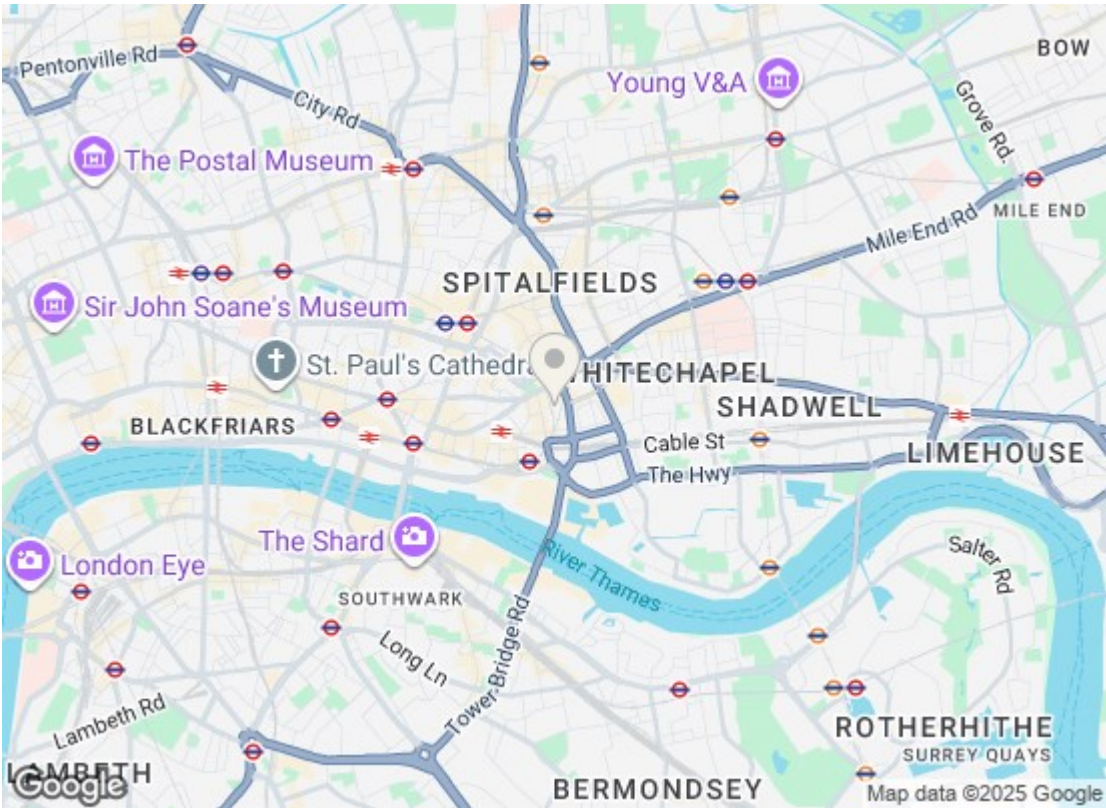 BOW
Pentonville Rd
Young V&A
City Rd
Grove Rd.
The Postal Museum
MILE END
Mile End Rd
SPITALFIELDS
Sir John Soane's Museum
St. Paul's Cathedra
WHITECHAPEL
SHADWELL
BLACKFRIARS
Cable St
LIMEHOUSE
The Hwy
The Shard
River Thames
Salter Rd
London Eye
SOUTHWARK
Long Ln
Tower Bridge Rd
Lambeth Rd
ROTHERHITHE
SURREY QUAYS
LAMBETH
Google
BERMONDSEY
Map data ©2025 Google